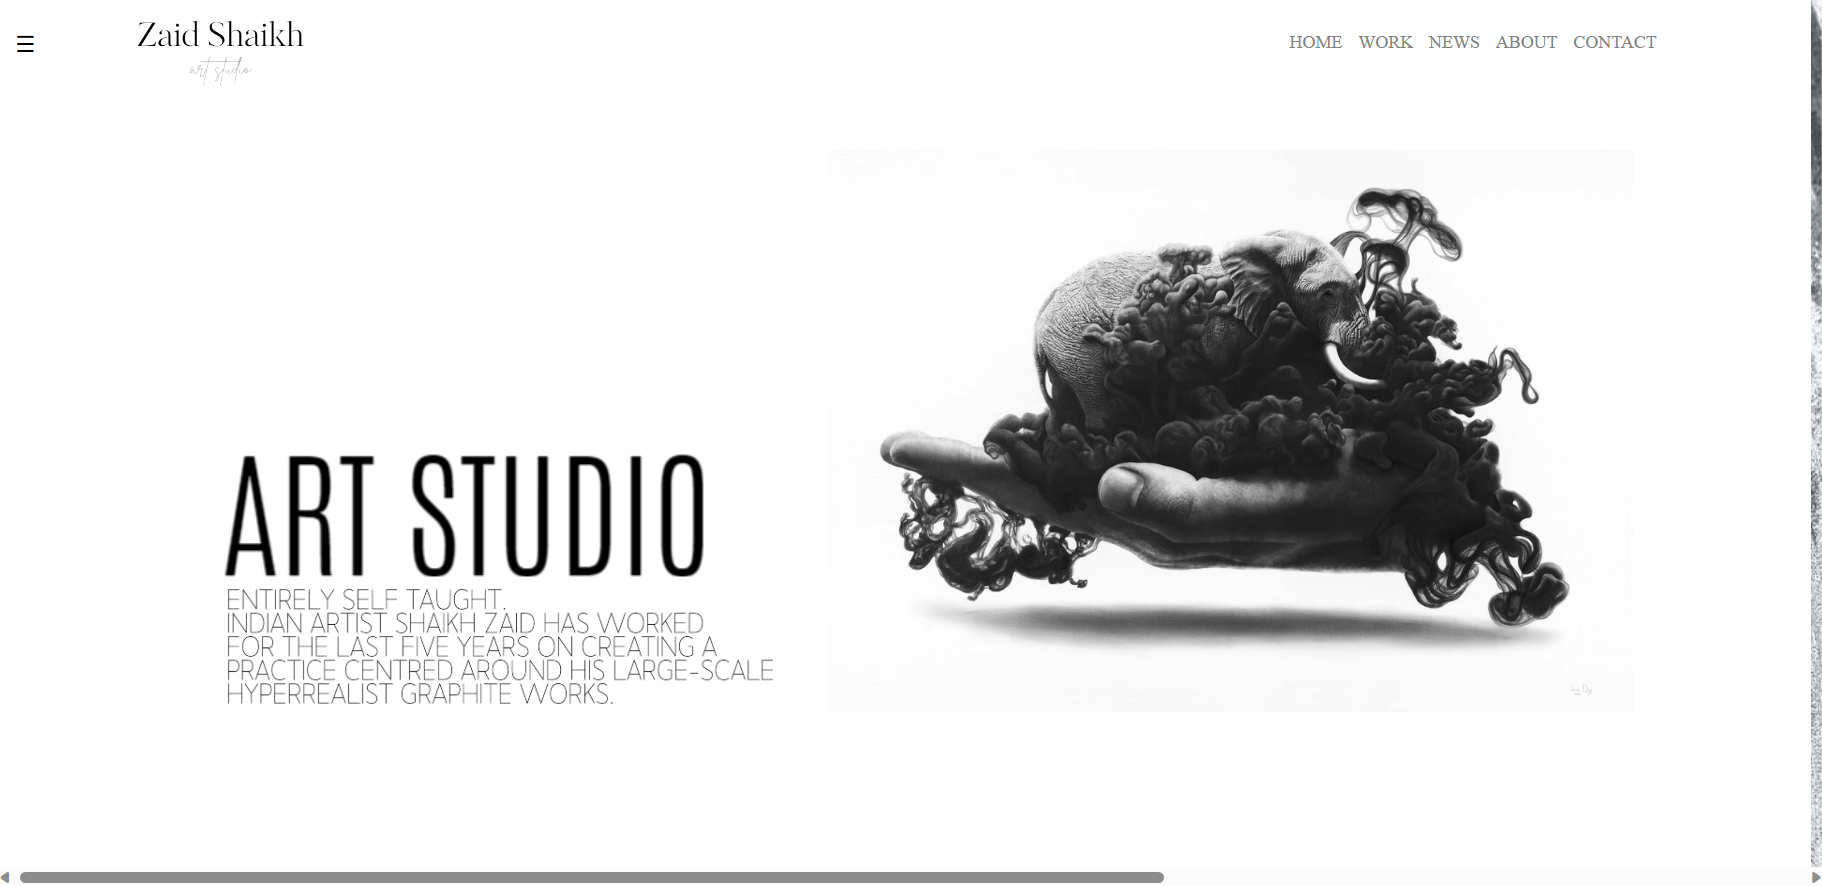 Zaid Shaikh
art studio
HOME WORK NEWS ABOUT CONTACT
ART STUDIO
ENTIRELY SELF TAUGHT.
INDIAN ARTIST SHAIKH ZAID HAS WORKED
FOR THE LAST FIVE YEARS ON CREATING A
PRACTICE CENTRED AROUND HIS LARGE-SCALE
HYPERREALIST GRAPHITE WORKS.